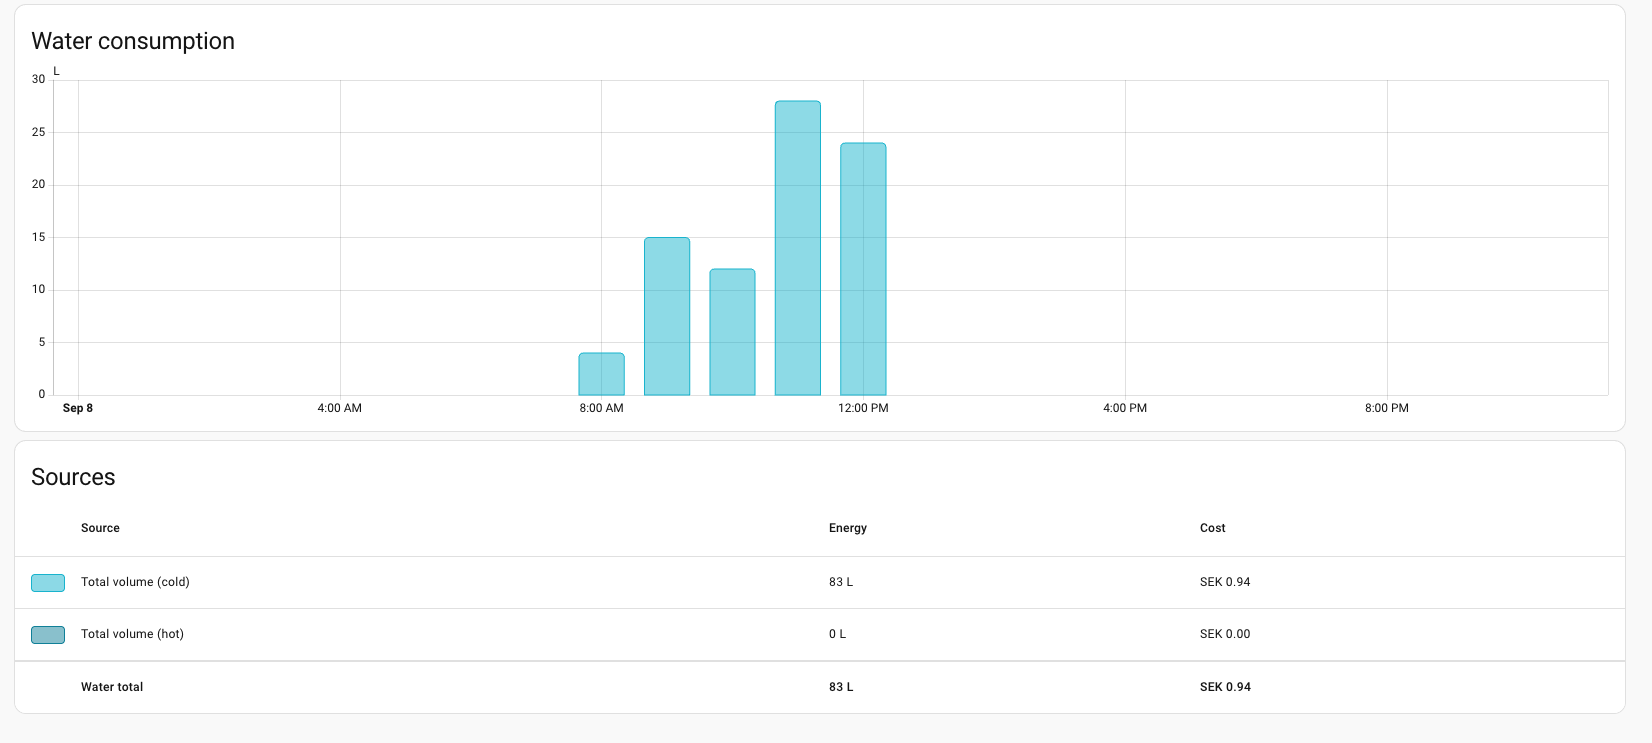 Water consumption
L
30
25
20
15
10
5
0
Sep 8 4:00 AM 8:00 AM 12:00 PM 4:00 PM 8:00 PM
Sources
Source Energy Cost
Total volume (cold) 83 L SEK 0.94
Total volume (hot) 0 L SEK 0.00
Water total 83 L SEK 0.94